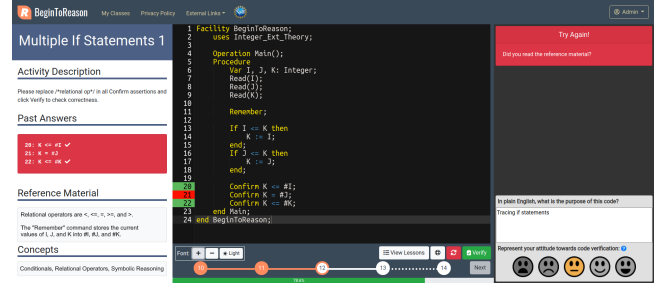 BeginToReason My Classes Privacy Policy External Links Admin
Multiple If Statements 1
Activity Description
Please replace /*relational op*/ in all Confirm assertions and
click Verify to check correctness.
Past Answers
20: K <= #I ✓
21: K = #J
22: K <= #K ✓
Reference Material
Relational operators are <, <=, =, >=, and >.
The "Remember" command stores the current
values of I, J, and K into #I, #J, and #K.
Concepts
Conditionals, Relational Operators, Symbolic Reasoning
1 Facility BeginToReason;
2 uses Integer_Ext_Theory;
3
4 Operation Main();
5 Procedure
6 Var I, J, K: Integer;
7 Read(I);
8 Read(J);
9 Read(K);
10
11 Remember;
12
13 If I <= K then
14 K := I;
15 end;
16 If J <= K then
17 K := J;
18 end;
19
20 Confirm K <= #I;
21 Confirm K = #J;
22 Confirm K <= #K;
23 end Main;
24 end BeginToReason;
Font + − Light View Lessons Verify
10 11 12 13 14 Next
Try Again!
Did you read the reference material?
In plain English, what is the purpose of this code?
Tracing if statements
Represent your attitude towards code verification: